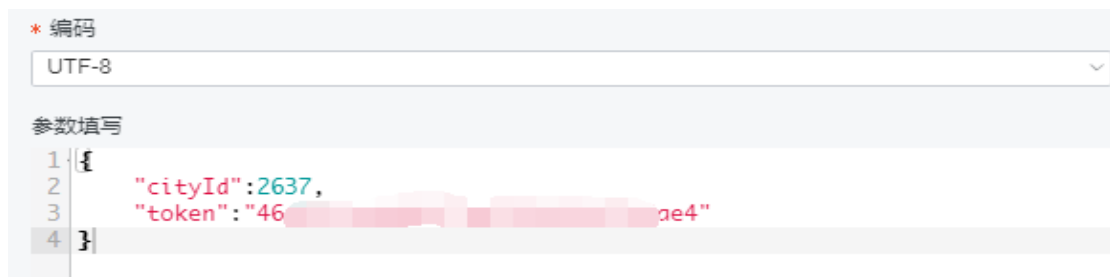 * 编码
UTF-8
参数填写
1 {
2 "cityId":2637,
3 "token":"46 ae4"
4 }